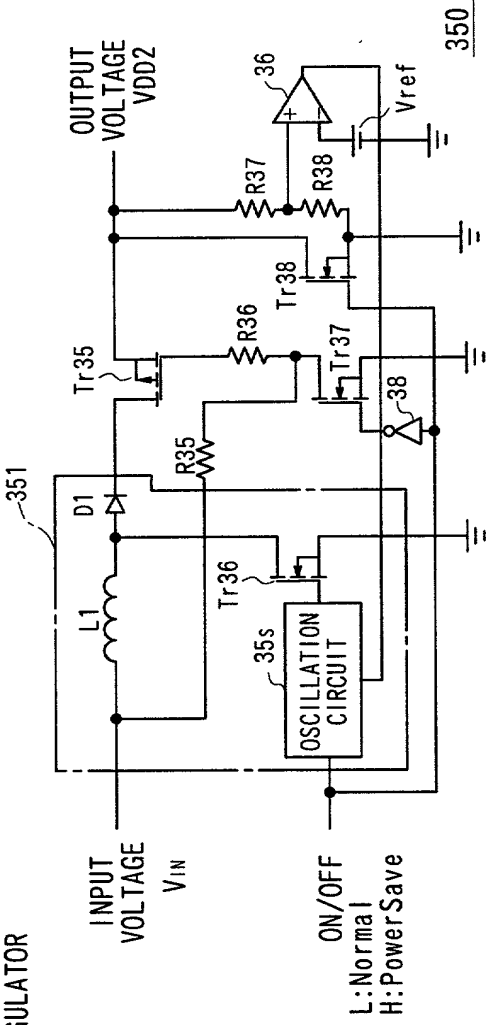 GULATOR
351
INPUT
VOLTAGE
VIN
L1
D1
Tr35
OUTPUT
VOLTAGE
VDD2
R35
R36
R37
R38
36
Vref
Tr36
Tr37
Tr38
38
35s
OSCILLATION
CIRCUIT
ON/OFF
L:Normal
H:PowerSave
350
+
−